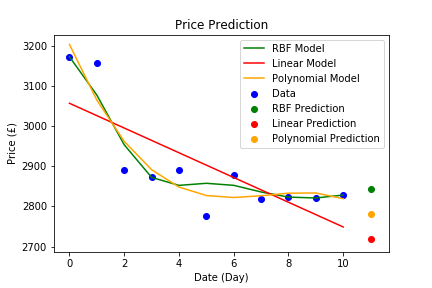 Price Prediction
3200
3100
3000
2900
2800
2700
Price (£)
RBF Model
Linear Model
Polynomial Model
Data
RBF Prediction
Linear Prediction
Polynomial Prediction
0 2 4 6 8 10
Date (Day)